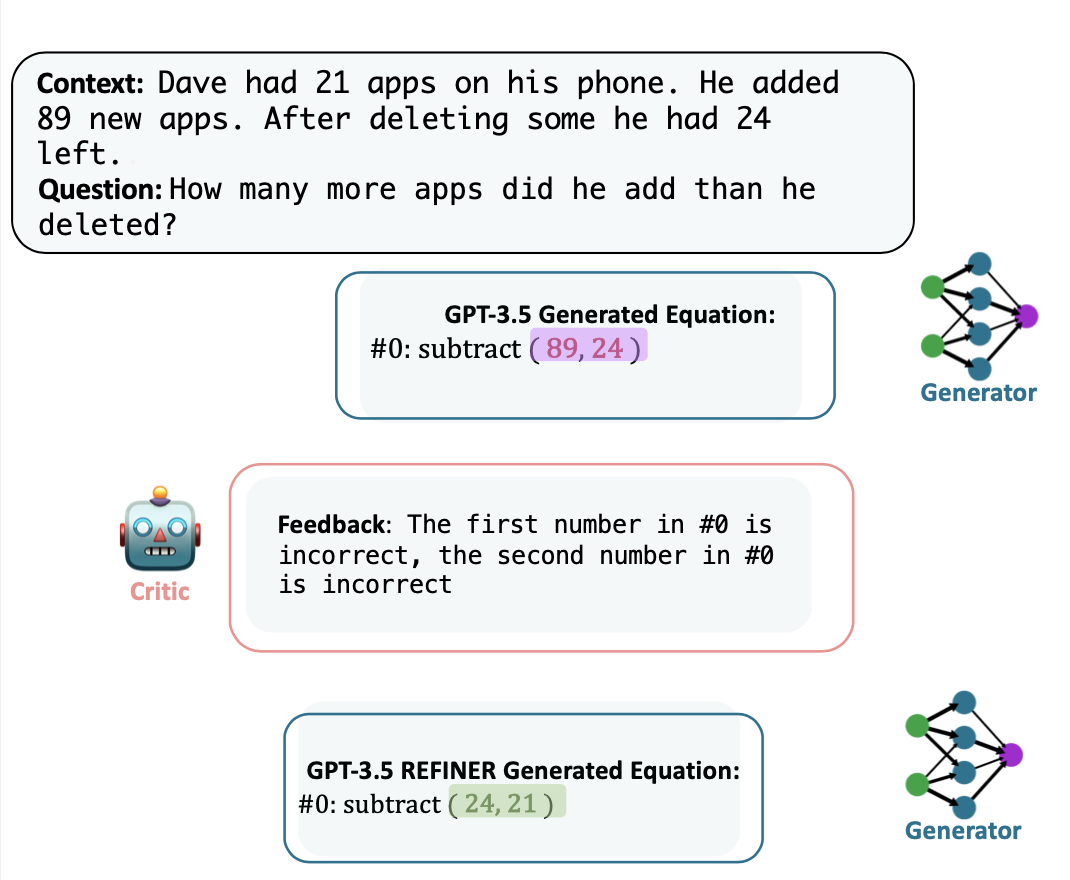 Context: Dave had 21 apps on his phone. He added
89 new apps. After deleting some he had 24
left.
Question: How many more apps did he add than he
deleted?
GPT-3.5 Generated Equation:
#0: subtract ( 89, 24 )
Generator
Feedback: The first number in #0 is
incorrect, the second number in #0
is incorrect
Critic
GPT-3.5 REFINER Generated Equation:
#0: subtract ( 24, 21 )
Generator